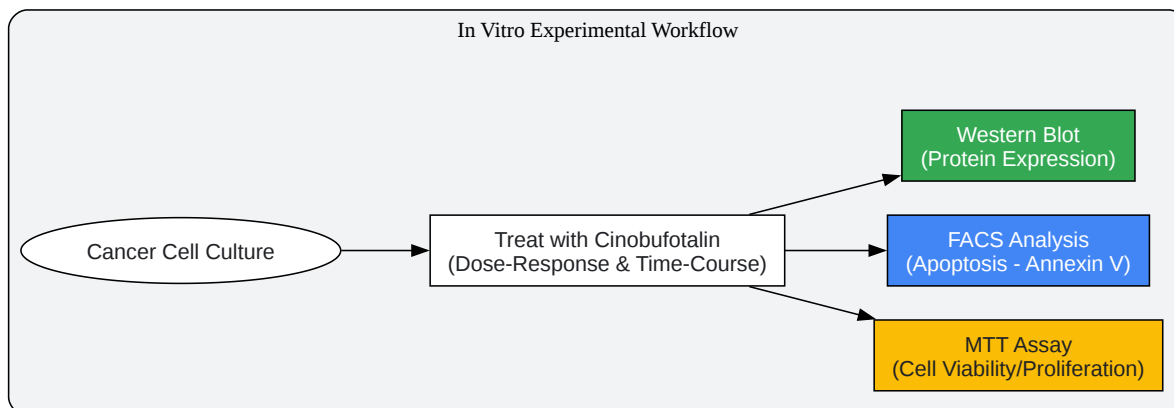 In Vitro Experimental Workflow
Cancer Cell Culture
Treat with Cinobufotalin
(Dose-Response & Time-Course)
Western Blot
(Protein Expression)
FACS Analysis
(Apoptosis - Annexin V)
MTT Assay
(Cell Viability/Proliferation)